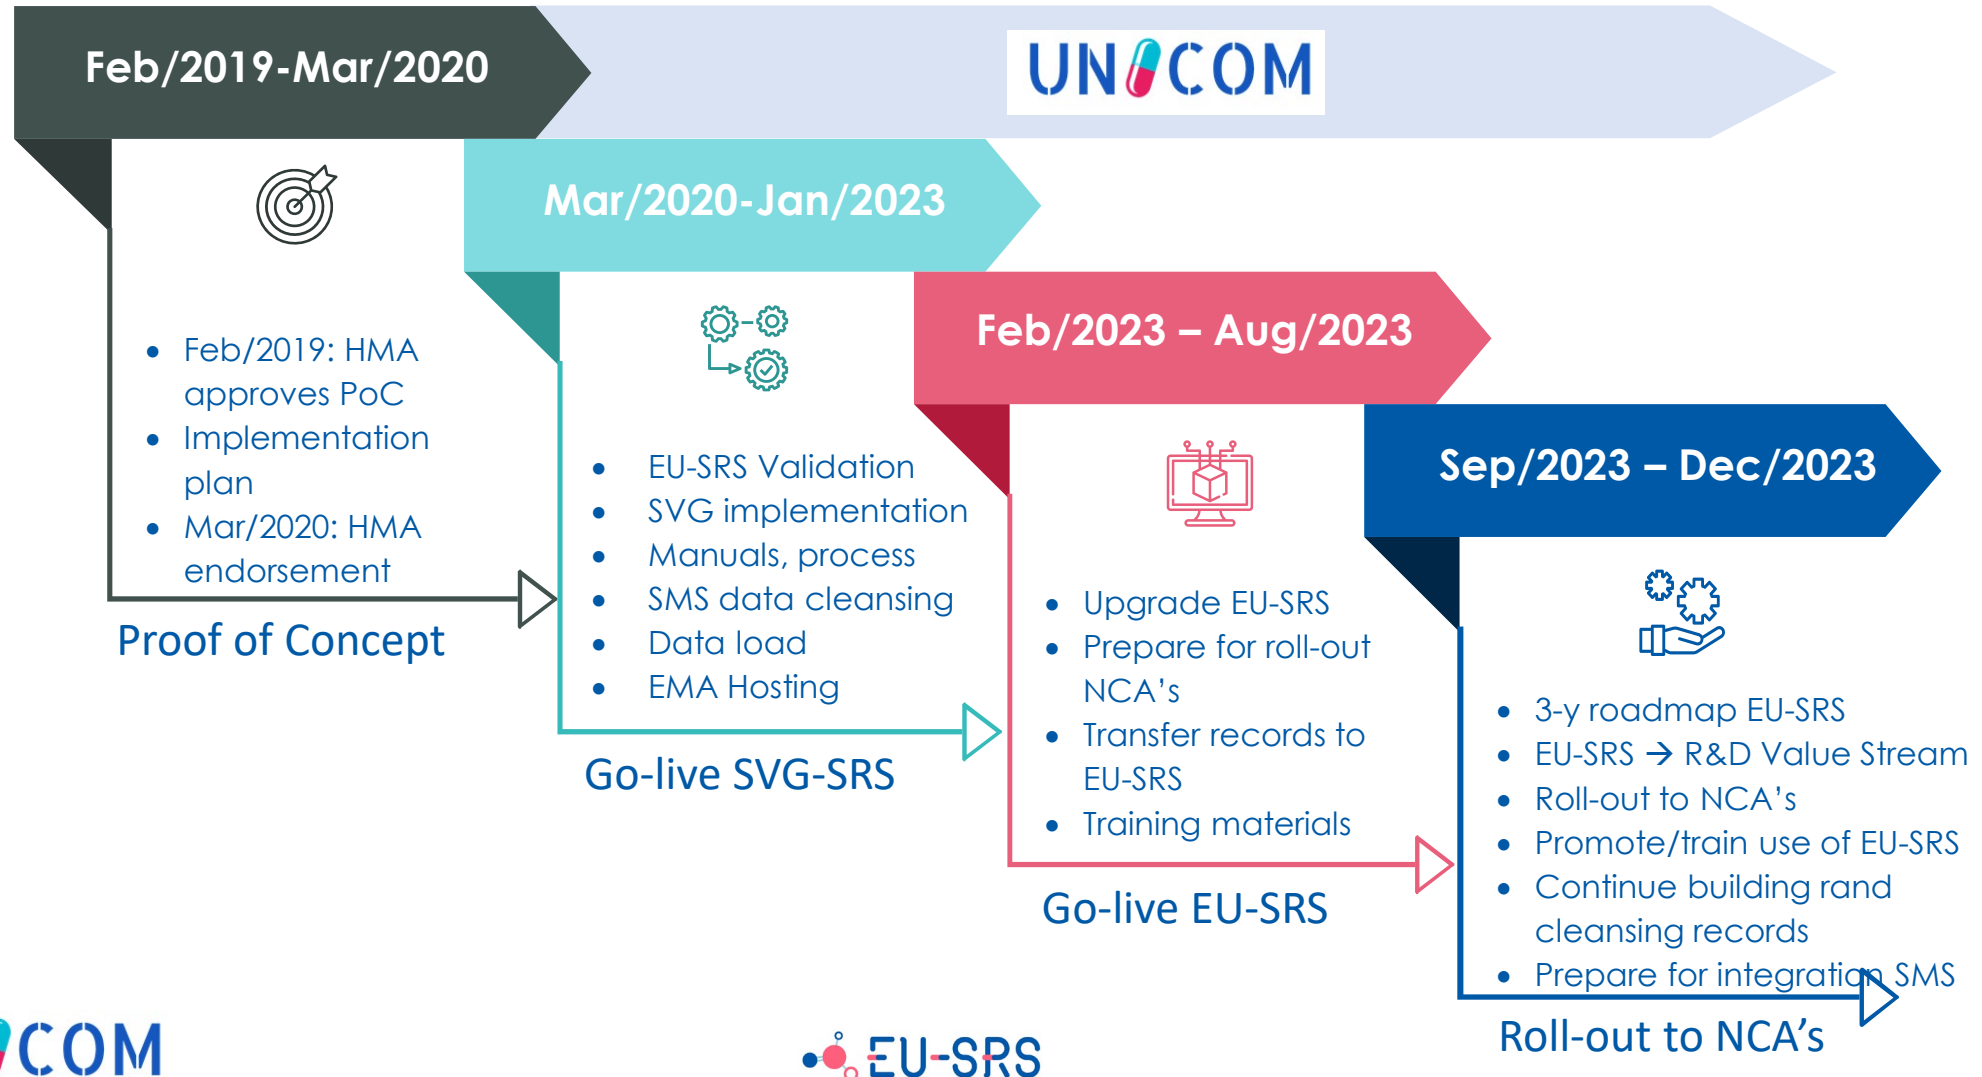 Feb/2019-Mar/2020
UNICOM
Mar/2020-Jan/2023
Feb/2023 – Aug/2023
Sep/2023 – Dec/2023
• Feb/2019: HMA
approves PoC
• Implementation
plan
• Mar/2020: HMA
endorsement
Proof of Concept
• EU-SRS Validation
• SVG implementation
• Manuals, process
• SMS data cleansing
• Data load
• EMA Hosting
Go-live SVG-SRS
• Upgrade EU-SRS
• Prepare for roll-out
NCA’s
• Transfer records to
EU-SRS
• Training materials
Go-live EU-SRS
• 3-y roadmap EU-SRS
• EU-SRS → R&D Value Stream
• Roll-out to NCA’s
• Promote/train use of EU-SRS
• Continue building rand
cleansing records
• Prepare for integration SMS
Roll-out to NCA’s
COM
EU-SRS